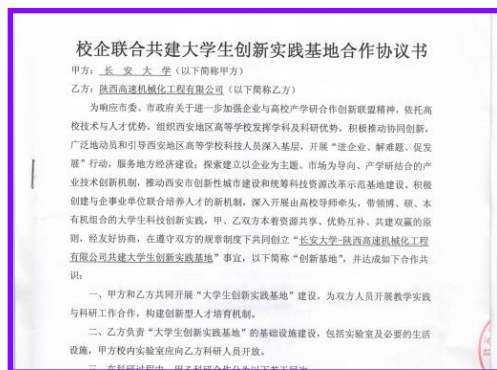 校企联合共建大学生创新实践基地合作协议书
甲方：长 安 大 学（以下简称甲方）
乙方：陕西高速机械化工程有限公司（以下简称乙方）
为响应市委、市政府关于进一步加强企业与高校产学研合作创新联盟精神，依托高
校技术与人才优势，组织西安地区高等学校发挥学科及科研优势，积极推动协同创新，
广泛地动员和引导西安地区高等学校科技人员深入基层，开展“进企业、解难题、促发
展”行动，服务地方经济建设；探索建立以企业为主题、市场为导向、产学研结合的产
业技术创新机制，推动西安市创新性城市建设和统筹科技资源改革示范基地建设，积极
创建与企事业单位联合培养人才的新机制，深入开展由高校导师牵头，带领博、硕、本
有机组合的大学生科技创新实践，甲、乙双方本着资源共享、优势互补、共建双赢的原
则，经友好协商，在遵守双方的规章制度下共同创立“长安大学-陕西高速机械化工程
有限公司共建大学生创新实践基地”事宜，以下简称“创新基地”，并达成如下合作共
识：
一、甲方和乙方共同开展“大学生创新实践基地”建设，为双方人员开展教学实践
与科研工作合作，构建创新型人才培育机制。
二、乙方负责“大学生创新实践基地”的基础设施建设，包括实验室及必要的生活
设施，甲方校内实验室应向乙方科研人员开放。